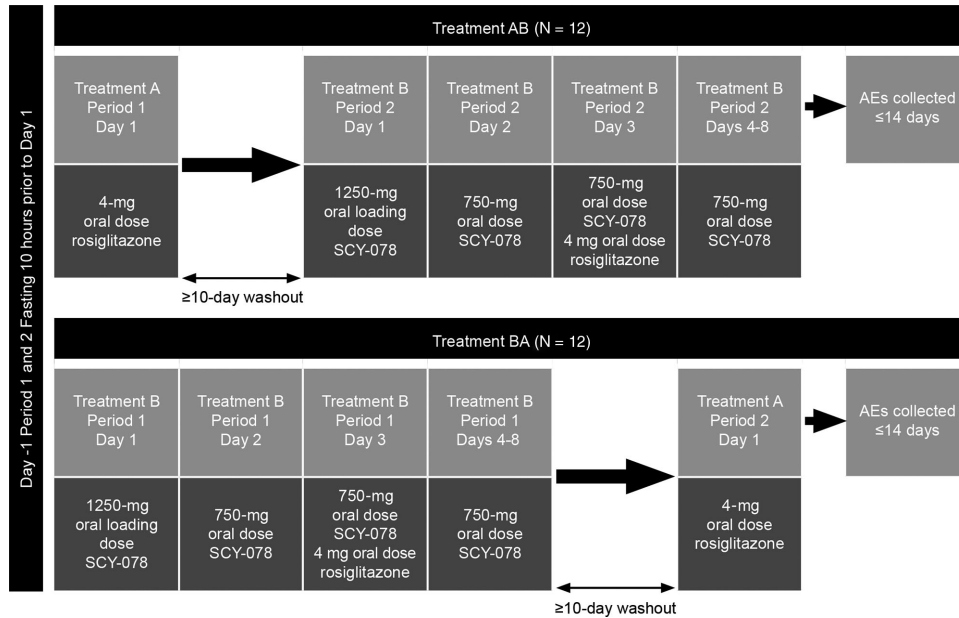 Day -1 Period 1 and 2 Fasting 10 hours prior to Day 1
Treatment AB (N = 12)
Treatment A
Period 1
Day 1
Treatment B
Period 2
Day 1
Treatment B
Period 2
Day 2
Treatment B
Period 2
Day 3
Treatment B
Period 2
Days 4-8
AEs collected
≤14 days
4-mg
oral dose
rosiglitazone
1250-mg
oral loading
dose
SCY-078
750-mg
oral dose
SCY-078
750-mg
oral dose
SCY-078
4 mg oral dose
rosiglitazone
750-mg
oral dose
SCY-078
≥10-day washout
Treatment BA (N = 12)
Treatment B
Period 1
Day 1
Treatment B
Period 1
Day 2
Treatment B
Period 1
Day 3
Treatment B
Period 1
Days 4-8
Treatment A
Period 2
Day 1
AEs collected
≤14 days
1250-mg
oral loading
dose
SCY-078
750-mg
oral dose
SCY-078
750-mg
oral dose
SCY-078
4 mg oral dose
rosiglitazone
750-mg
oral dose
SCY-078
4-mg
oral dose
rosiglitazone
≥10-day washout